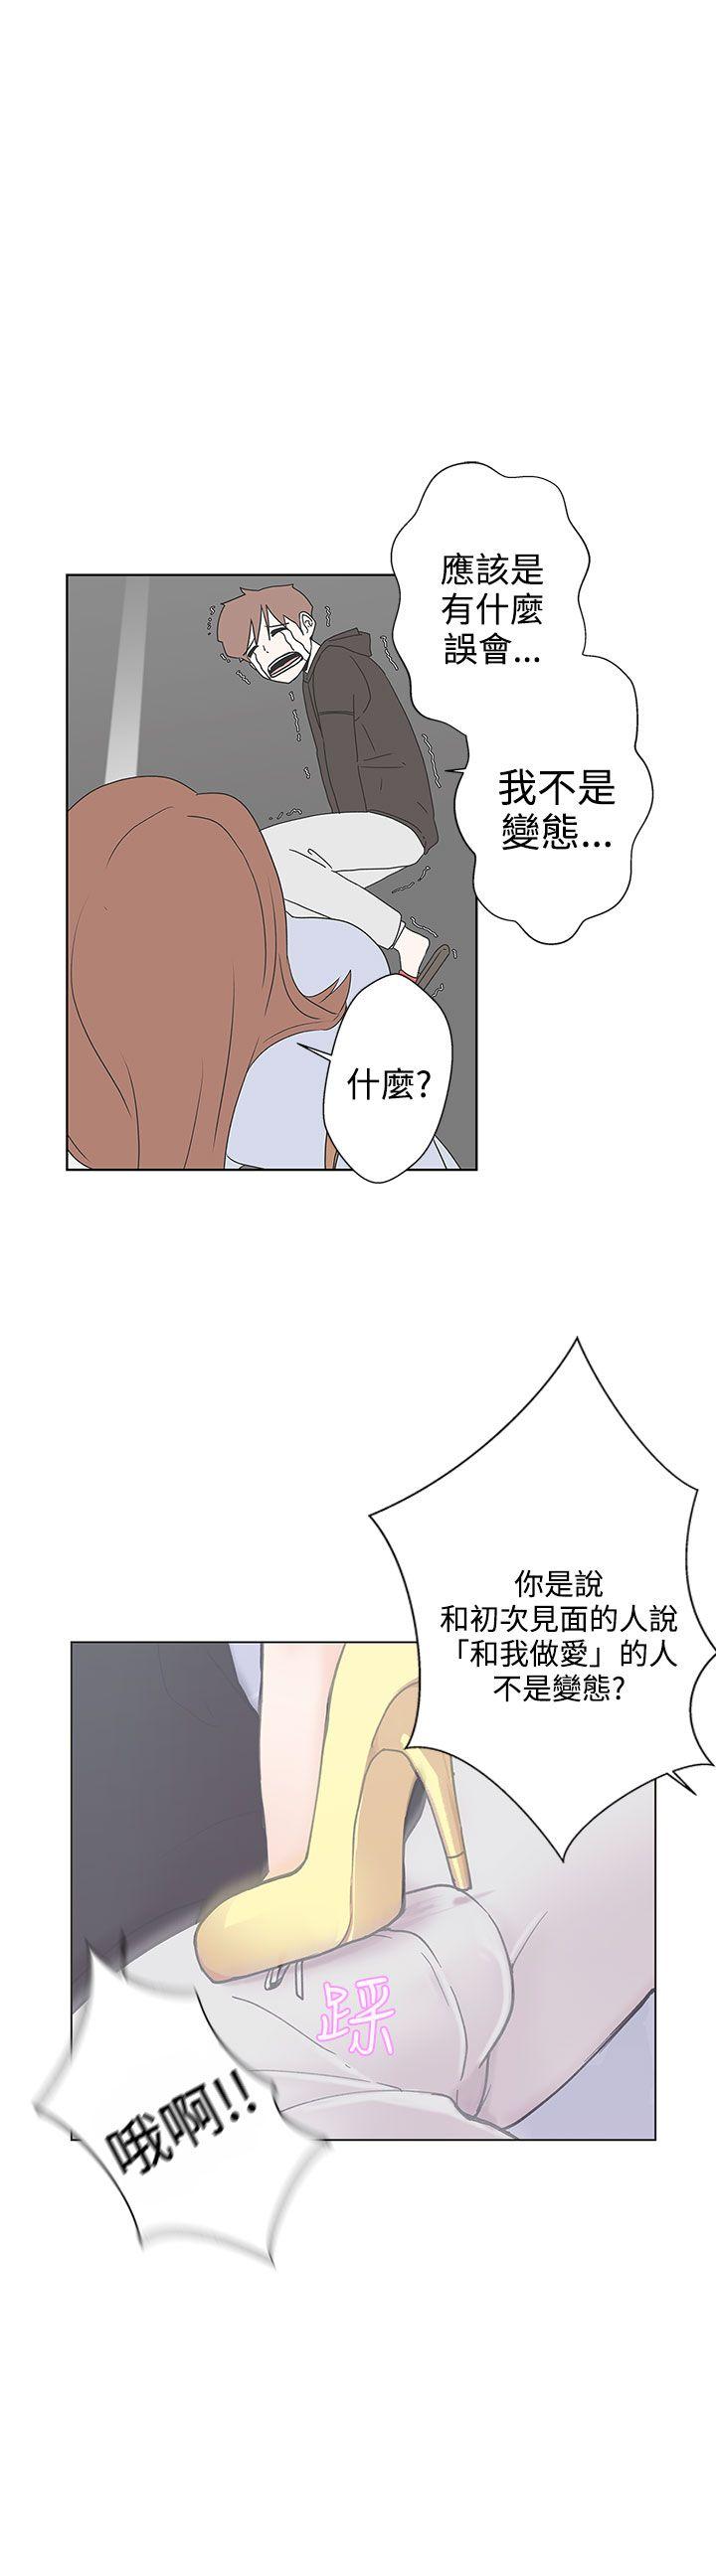 應該是
有什麼
誤會...
我不是
變態...
什麼?
你是說
和初次見面的人說
「和我做愛」的人
不是變態?
踩
哦啊!!